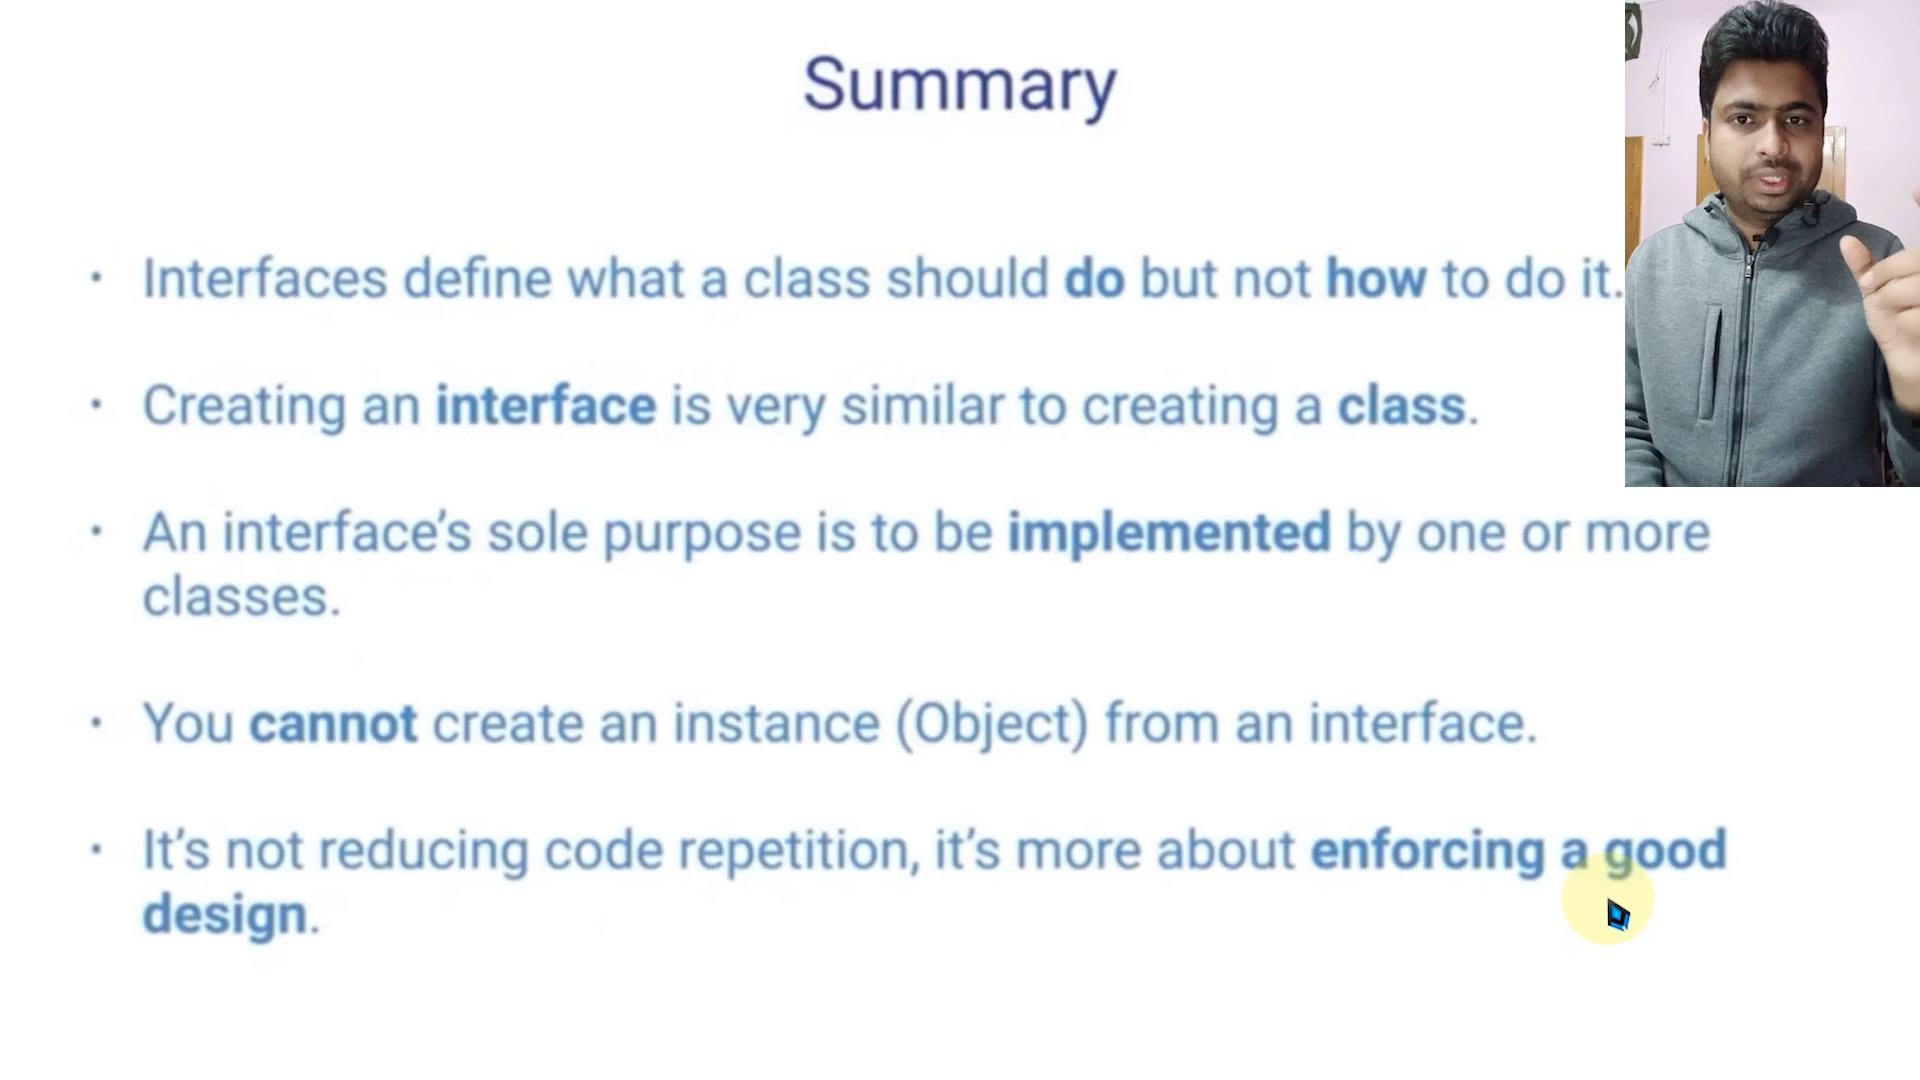 Summary
• Interfaces define what a class should do but not how to do it.
• Creating an interface is very similar to creating a class.
• An interface’s sole purpose is to be implemented by one or more
classes.
• You cannot create an instance (Object) from an interface.
• It’s not reducing code repetition, it’s more about enforcing a good
design.